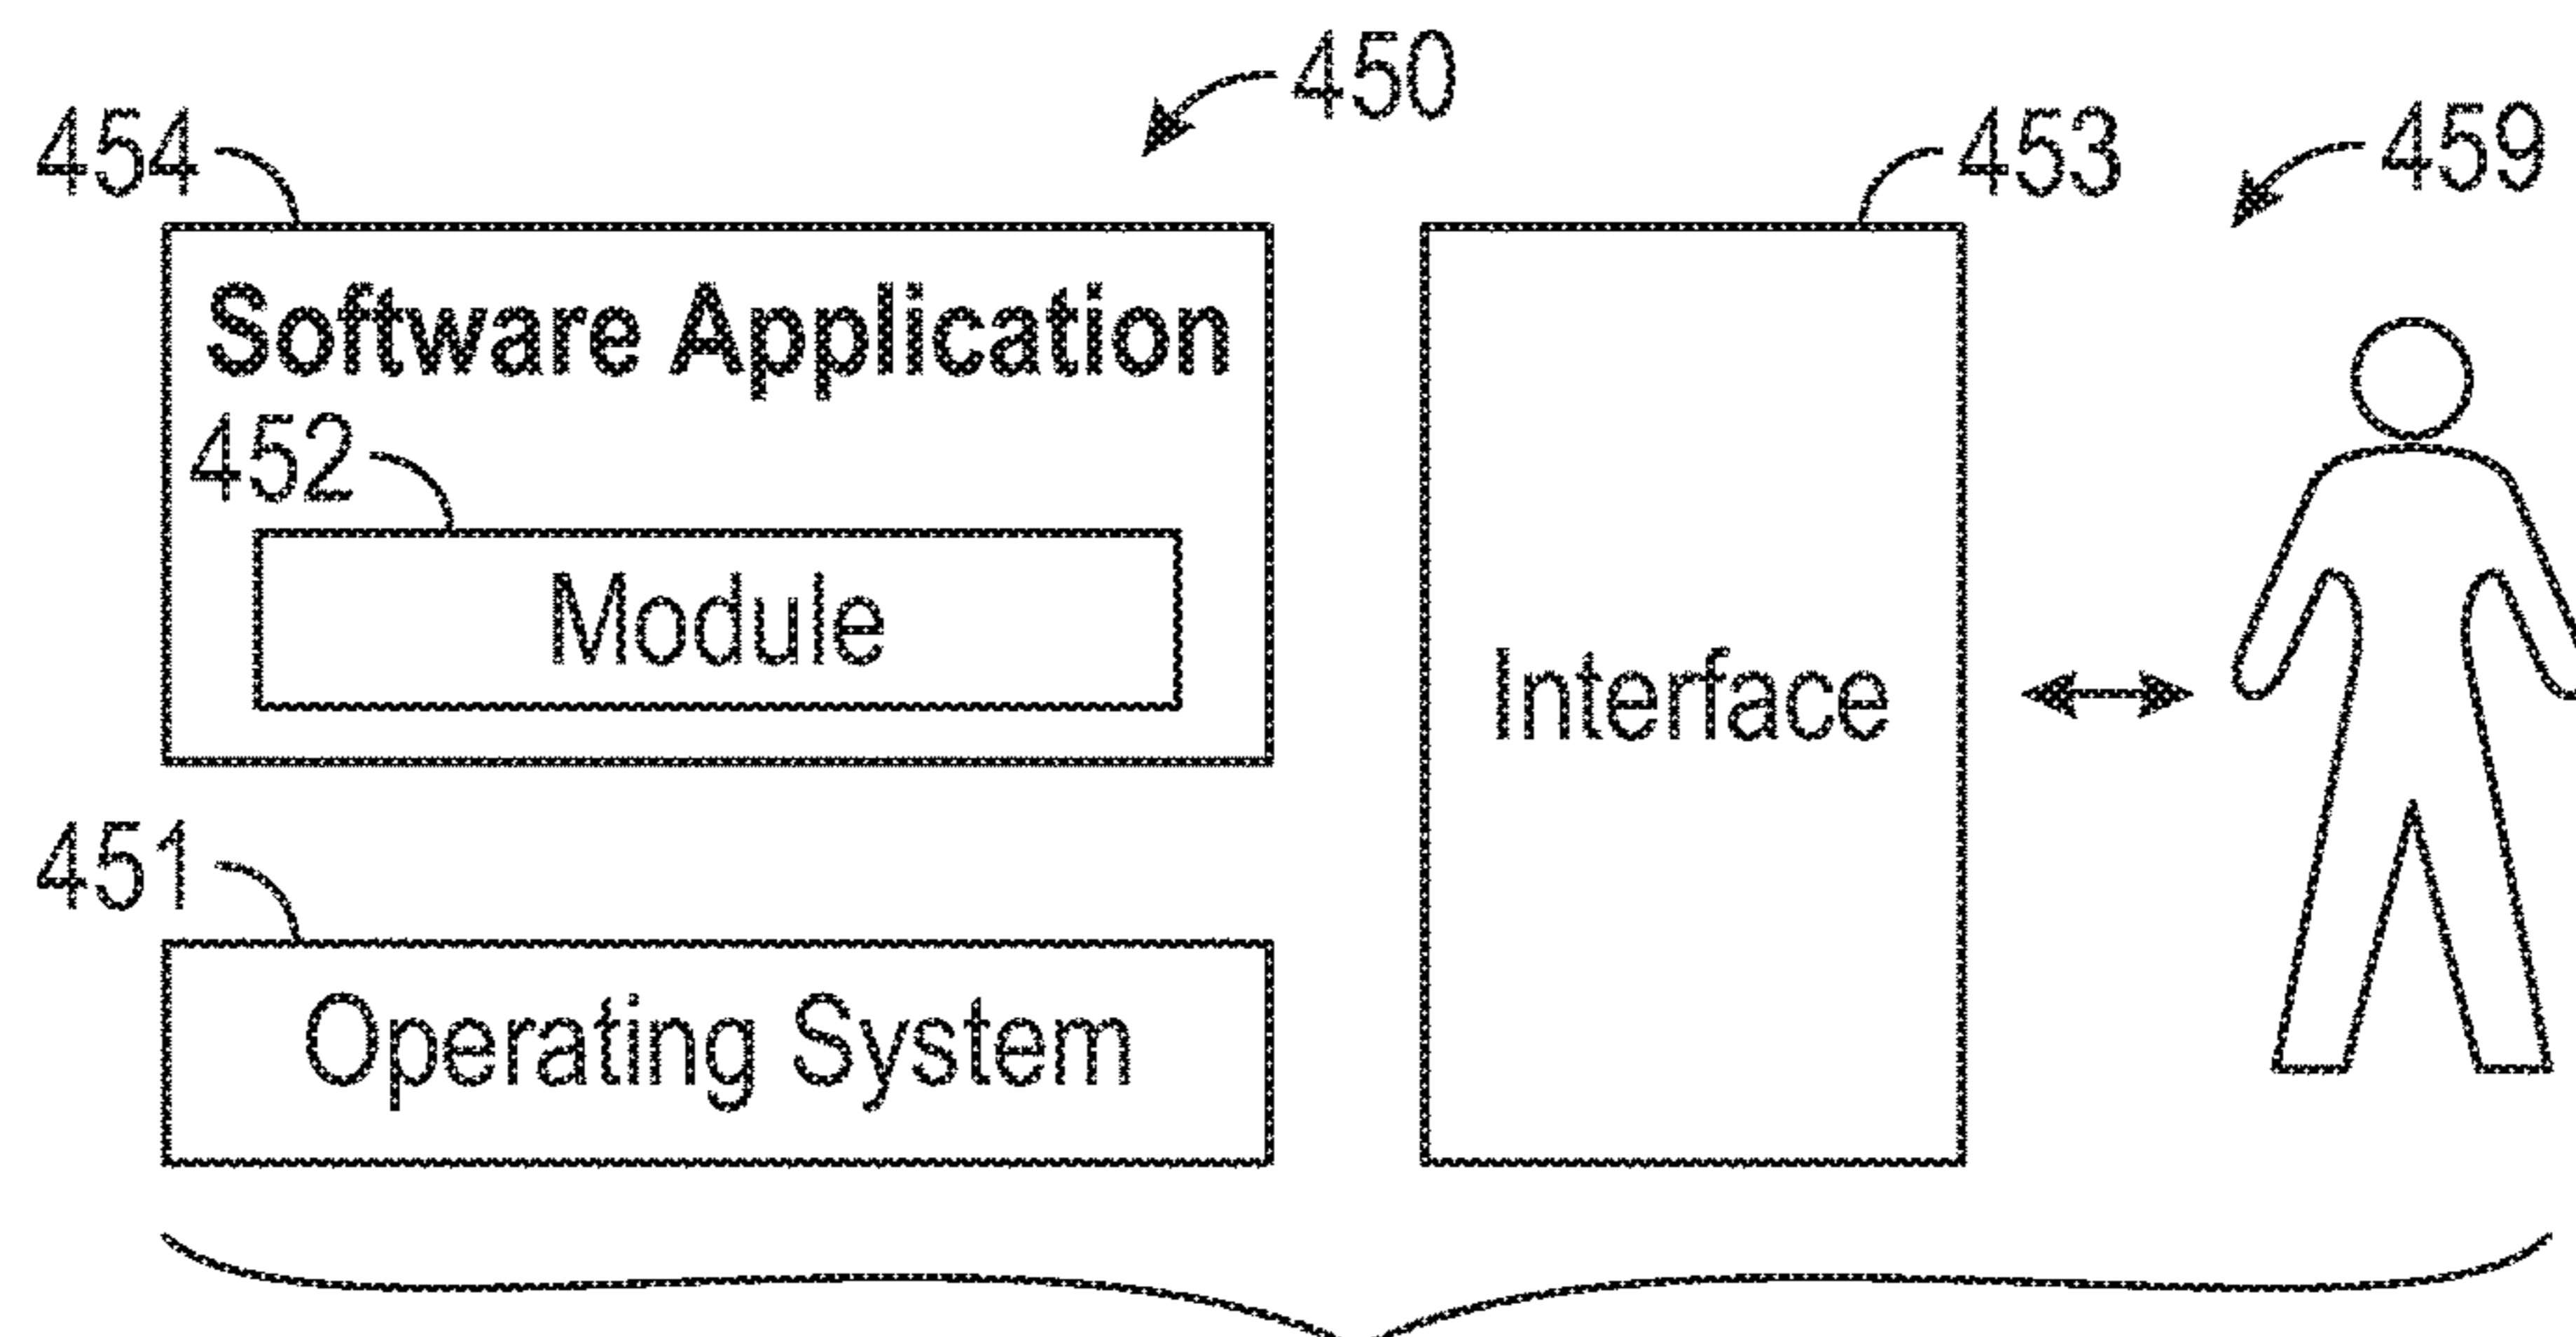 450
454
453
459
Software Application
452
Module
Interface
451
Operating System